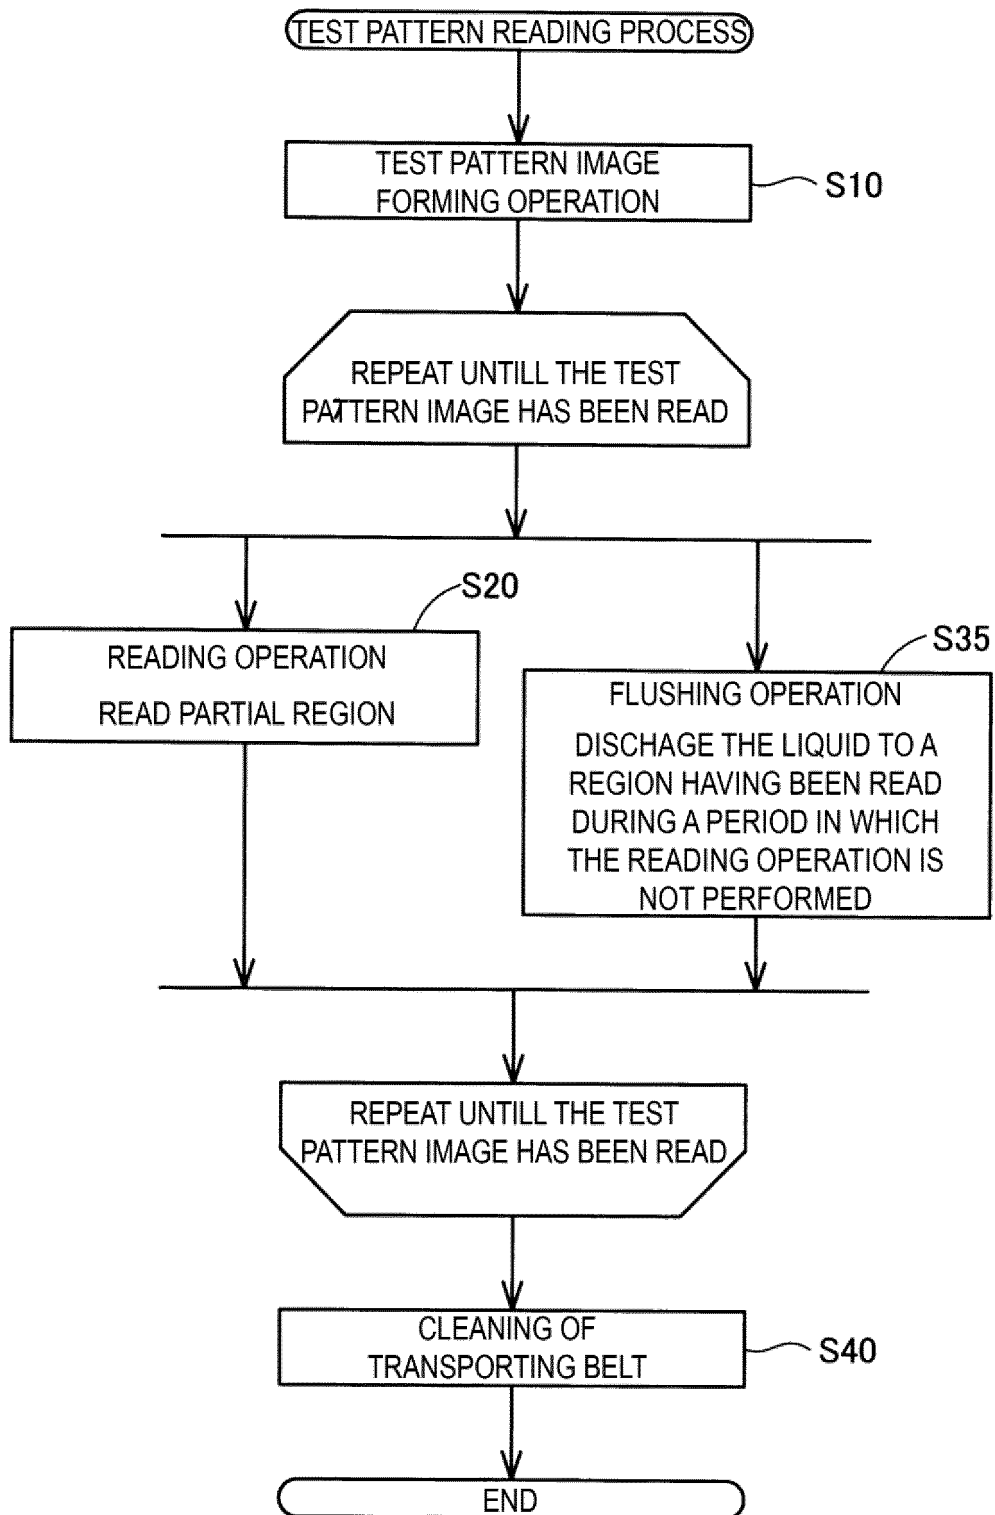 TEST PATTERN READING PROCESS
TEST PATTERN IMAGE
FORMING OPERATION
S10
REPEAT UNTILL THE TEST
PATTERN IMAGE HAS BEEN READ
S20
READING OPERATION
READ PARTIAL REGION
S35
FLUSHING OPERATION
DISCHAGE THE LIQUID TO A
REGION HAVING BEEN READ
DURING A PERIOD IN WHICH
THE READING OPERATION IS
NOT PERFORMED
REPEAT UNTILL THE TEST
PATTERN IMAGE HAS BEEN READ
CLEANING OF
TRANSPORTING BELT
S40
END